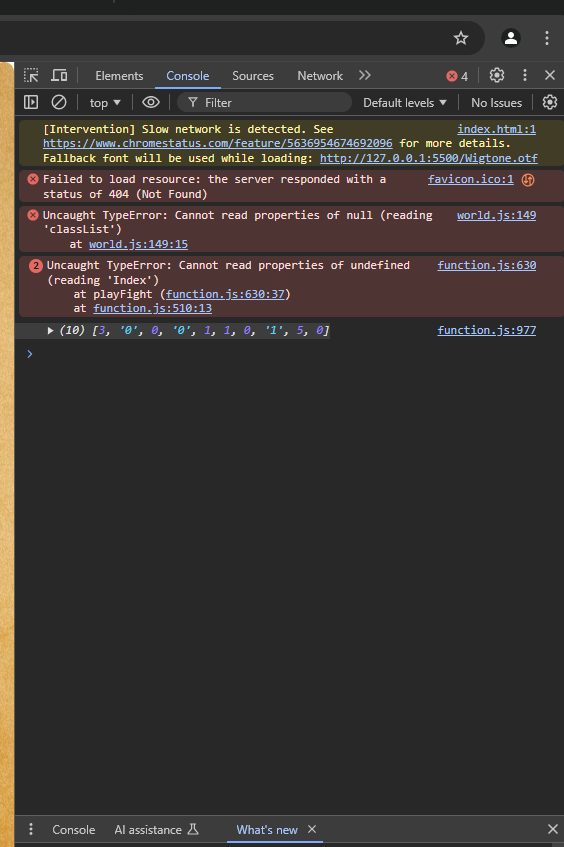 Elements Console Sources Network 4
top Filter Default levels No Issues
[Intervention] Slow network is detected. See index.html:1
https://www.chromestatus.com/feature/5636954674692096 for more details.
Fallback font will be used while loading: http://127.0.0.1:5500/Wigtone.otf
Failed to load resource: the server responded with a favicon.ico:1
status of 404 (Not Found)
Uncaught TypeError: Cannot read properties of null (reading world.js:149
'classList')
at world.js:149:15
2 Uncaught TypeError: Cannot read properties of undefined function.js:630
(reading 'Index')
at playFight (function.js:630:37)
at function.js:510:13
(10) [3, '0', 0, '0', 1, 1, 0, '1', 5, 0] function.js:977
Console AI assistance What's new